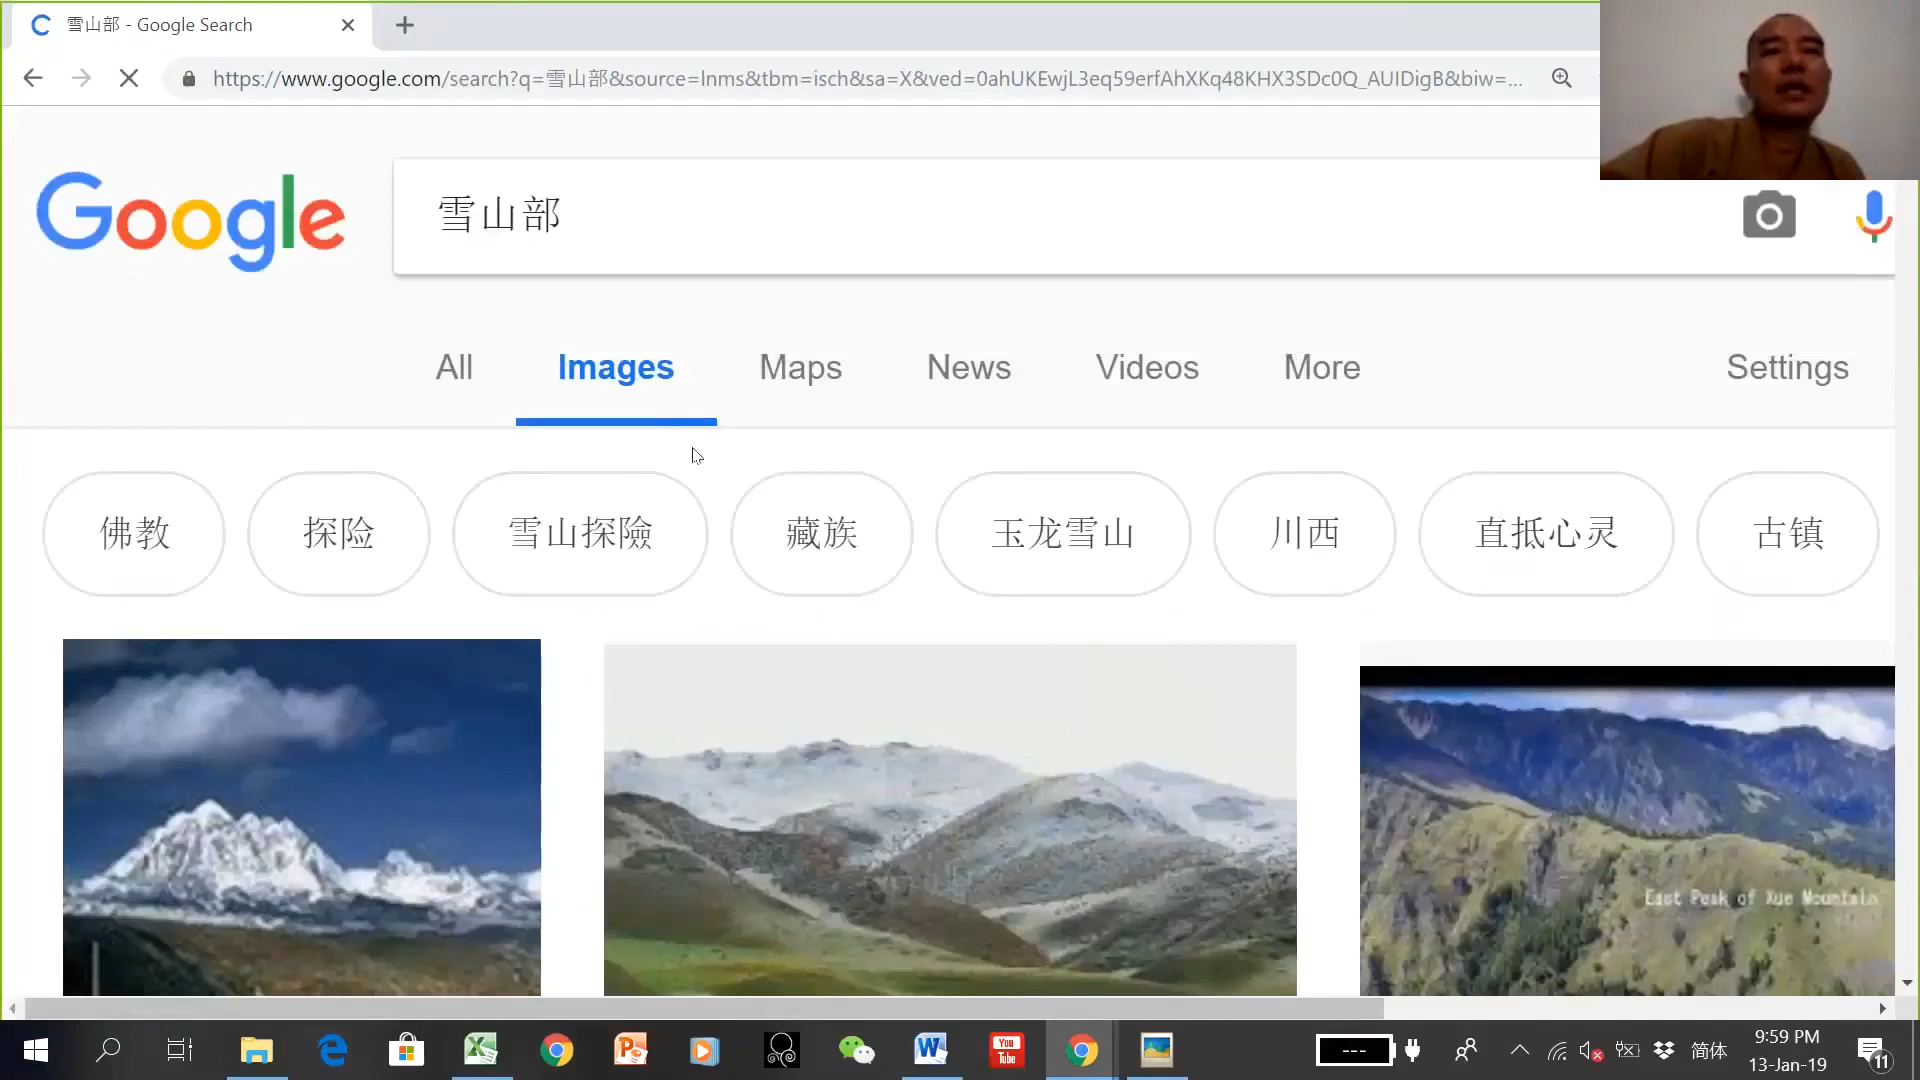 雪山部 - Google Search
https://www.google.com/search?q=雪山部&source=lnms&tbm=isch&sa=X&ved=0ahUKEwjL3eq59erfAhXKq48KHX3SDc0Q_AUIDigB&biw=...
Google
雪山部
All Images Maps News Videos More Settings
佛教 探险 雪山探險 藏族 玉龙雪山 川西 直抵心灵 古镇
East Peak of Xue Mountain
You
Tube
简体
9:59 PM
13-Jan-19
11